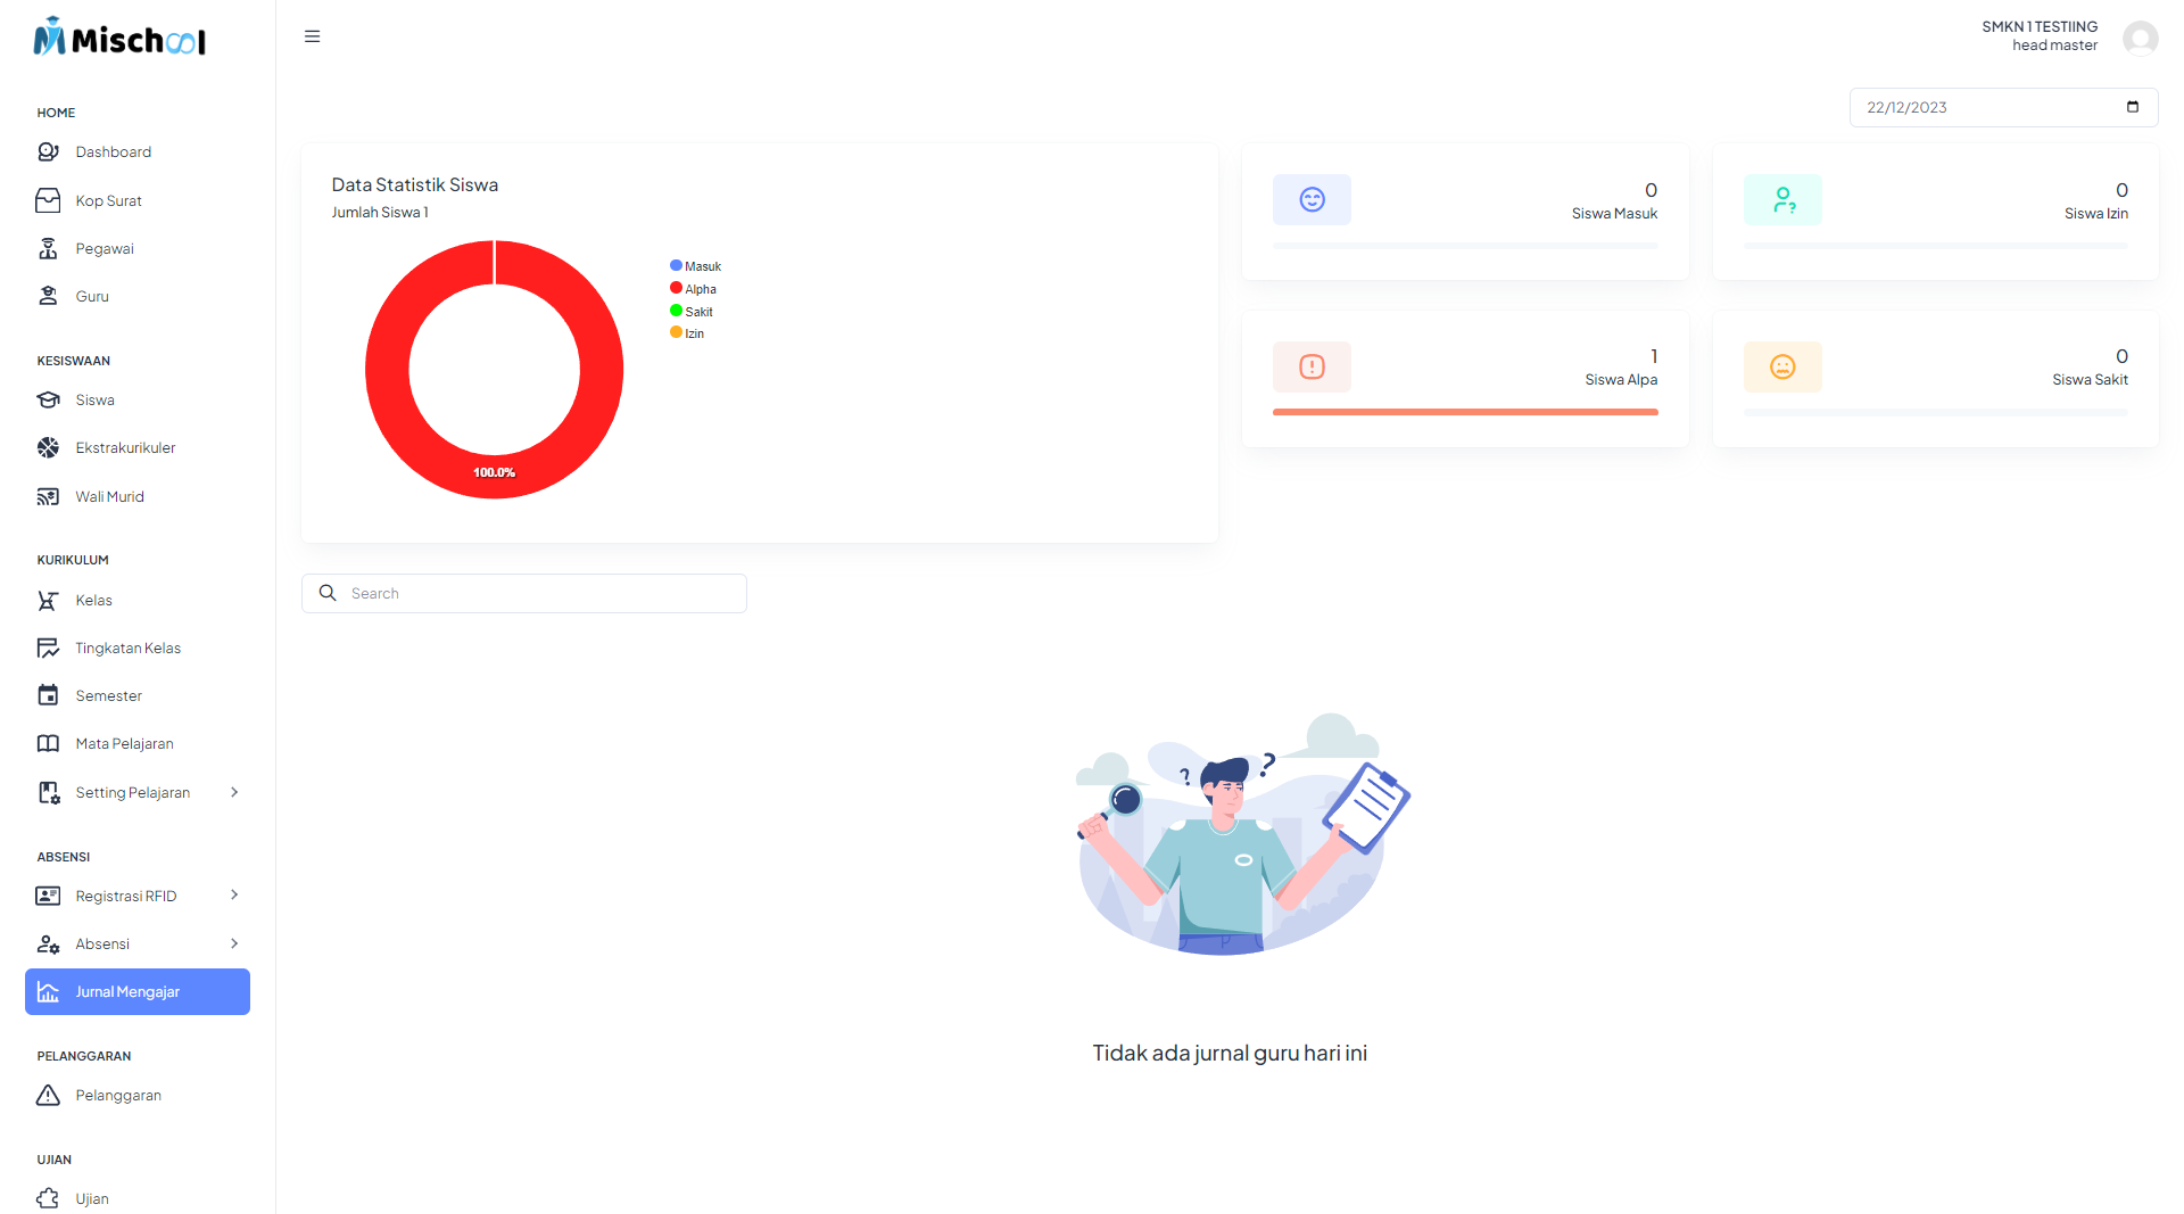 Mischool
SMKN 1 TESTIING
head master
22/12/2023
HOME
Dashboard
Kop Surat
Pegawai
Guru
KESISWAAN
Siswa
Ekstrakurikuler
Wali Murid
KURIKULUM
Kelas
Tingkatan Kelas
Semester
Mata Pelajaran
Setting Pelajaran
ABSENSI
Registrasi RFID
Absensi
Jurnal Mengajar
PELANGGARAN
Pelanggaran
UJIAN
Ujian
Data Statistik Siswa
Jumlah Siswa 1
Masuk
Alpha
Sakit
Izin
100.0%
0
Siswa Masuk
0
Siswa Izin
1
Siswa Alpa
0
Siswa Sakit
Search
? ?
Tidak ada jurnal guru hari ini